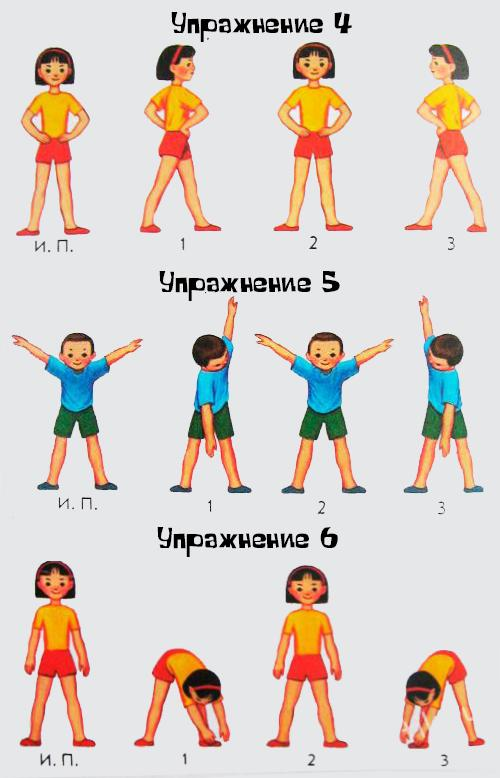 Упражнение 4
И. П. 1 2 3
Упражнение 5
И. П. 1 2 3
Упражнение 6
И. П. 1 2 3